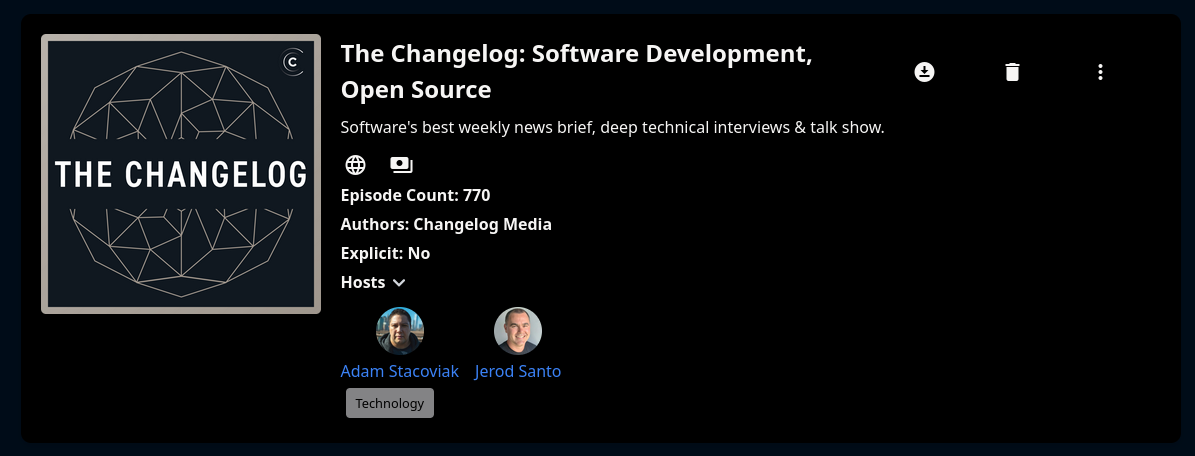 The Changelog: Software Development,
Open Source
C
THE CHANGELOG
Software's best weekly news brief, deep technical interviews & talk show.
Episode Count: 770
Authors: Changelog Media
Explicit: No
Hosts
Adam Stacoviak Jerod Santo
Technology